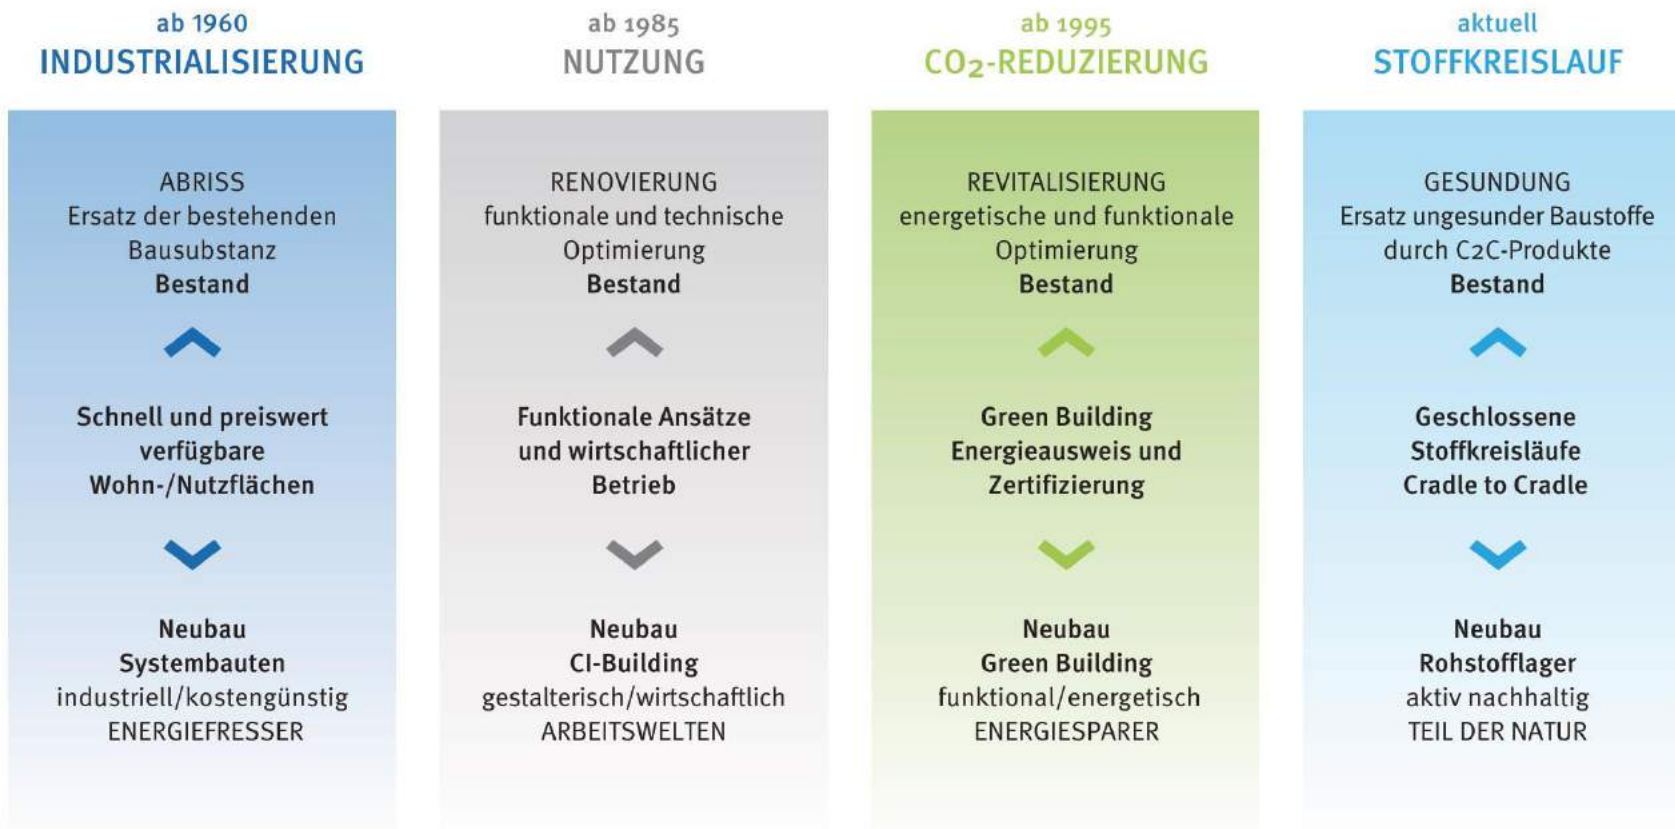 ab 1960
INDUSTRIALISIERUNG
ABRISS
Ersatz der bestehenden
Bausubstanz
Bestand
Schnell und preiswert
verfügbare
Wohn-/Nutzflächen
Neubau
Systembauten
industriell/kostengünstig
ENERGIEFRESSER
ab 1985
NUTZUNG
RENOVIERUNG
funktionale und technische
Optimierung
Bestand
Funktionale Ansätze
und wirtschaftlicher
Betrieb
Neubau
CI-Building
gestalterisch/wirtschaftlich
ARBEITSWELTEN
ab 1995
CO2-REDUZIERUNG
REVITALISIERUNG
energetische und funktionale
Optimierung
Bestand
Green Building
Energieausweis und
Zertifizierung
Neubau
Green Building
funktional/energetisch
ENERGIESPARER
aktuell
STOFFKREISLAUF
GESUNDUNG
Ersatz ungesunder Baustoffe
durch C2C-Produkte
Bestand
Geschlossene
Stoffkreisläufe
Cradle to Cradle
Neubau
Rohstofflager
aktiv nachhaltig
TEIL DER NATUR